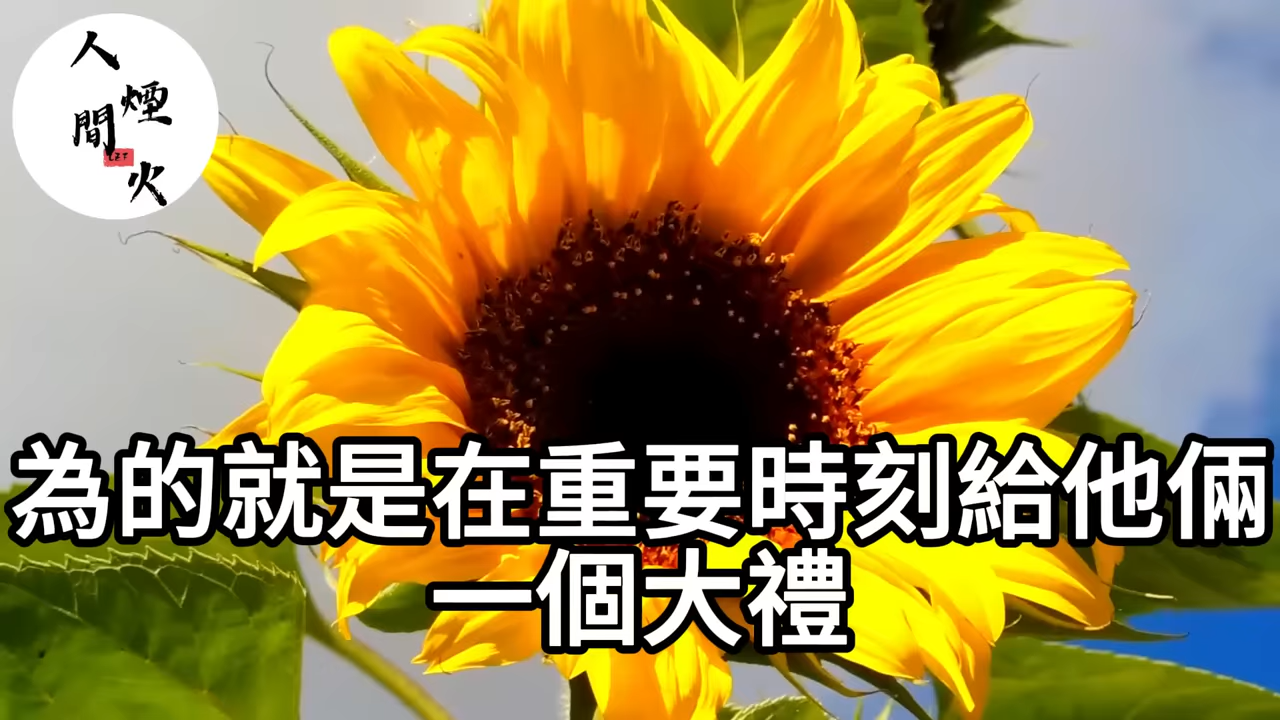 人間煙火
為的就是在重要時刻給他倆
一個大禮